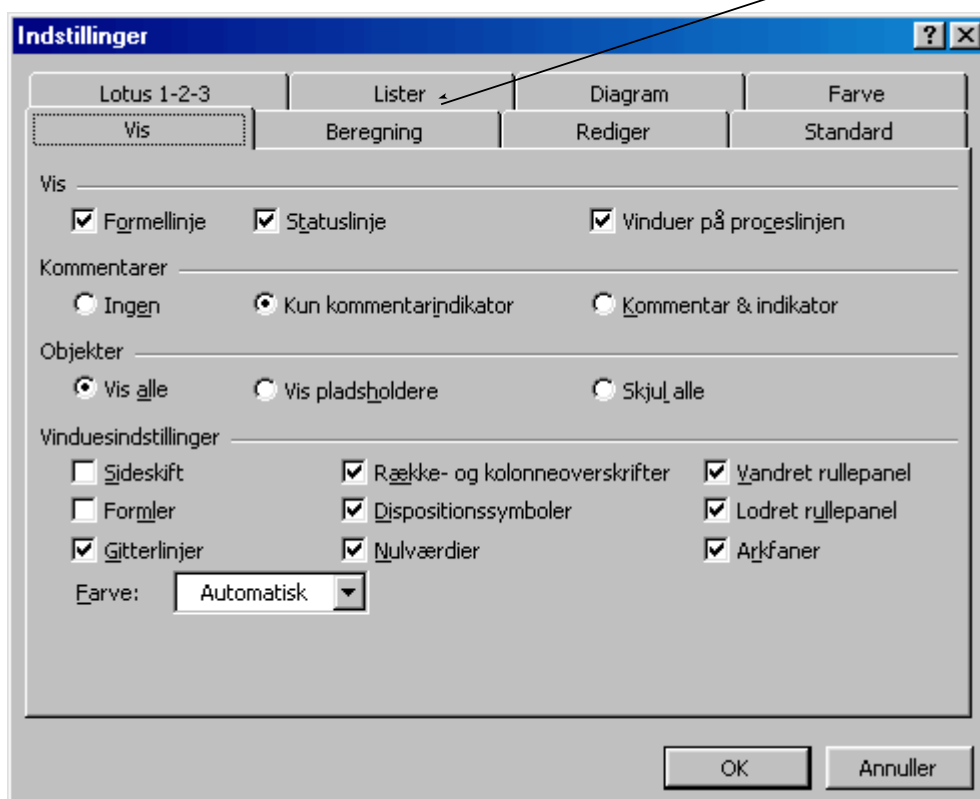 Indstillinger
Lotus 1-2-3 Lister Diagram Farve
Vis Beregning Rediger Standard
Vis
Formellinje Statuslinje Vinduer på proceslinjen
Kommentarer
Ingen Kun kommentarindikator Kommentar & indikator
Objekter
Vis alle Vis pladsholdere Skjul alle
Vinduesindstillinger
Sideskift Række- og kolonneoverskrifter Vandret rullepanel
Formler Dispositionssymboler Lodret rullepanel
Gitterlinjer Nulværdier Arkfaner
Farve: Automatisk
OK Annuller